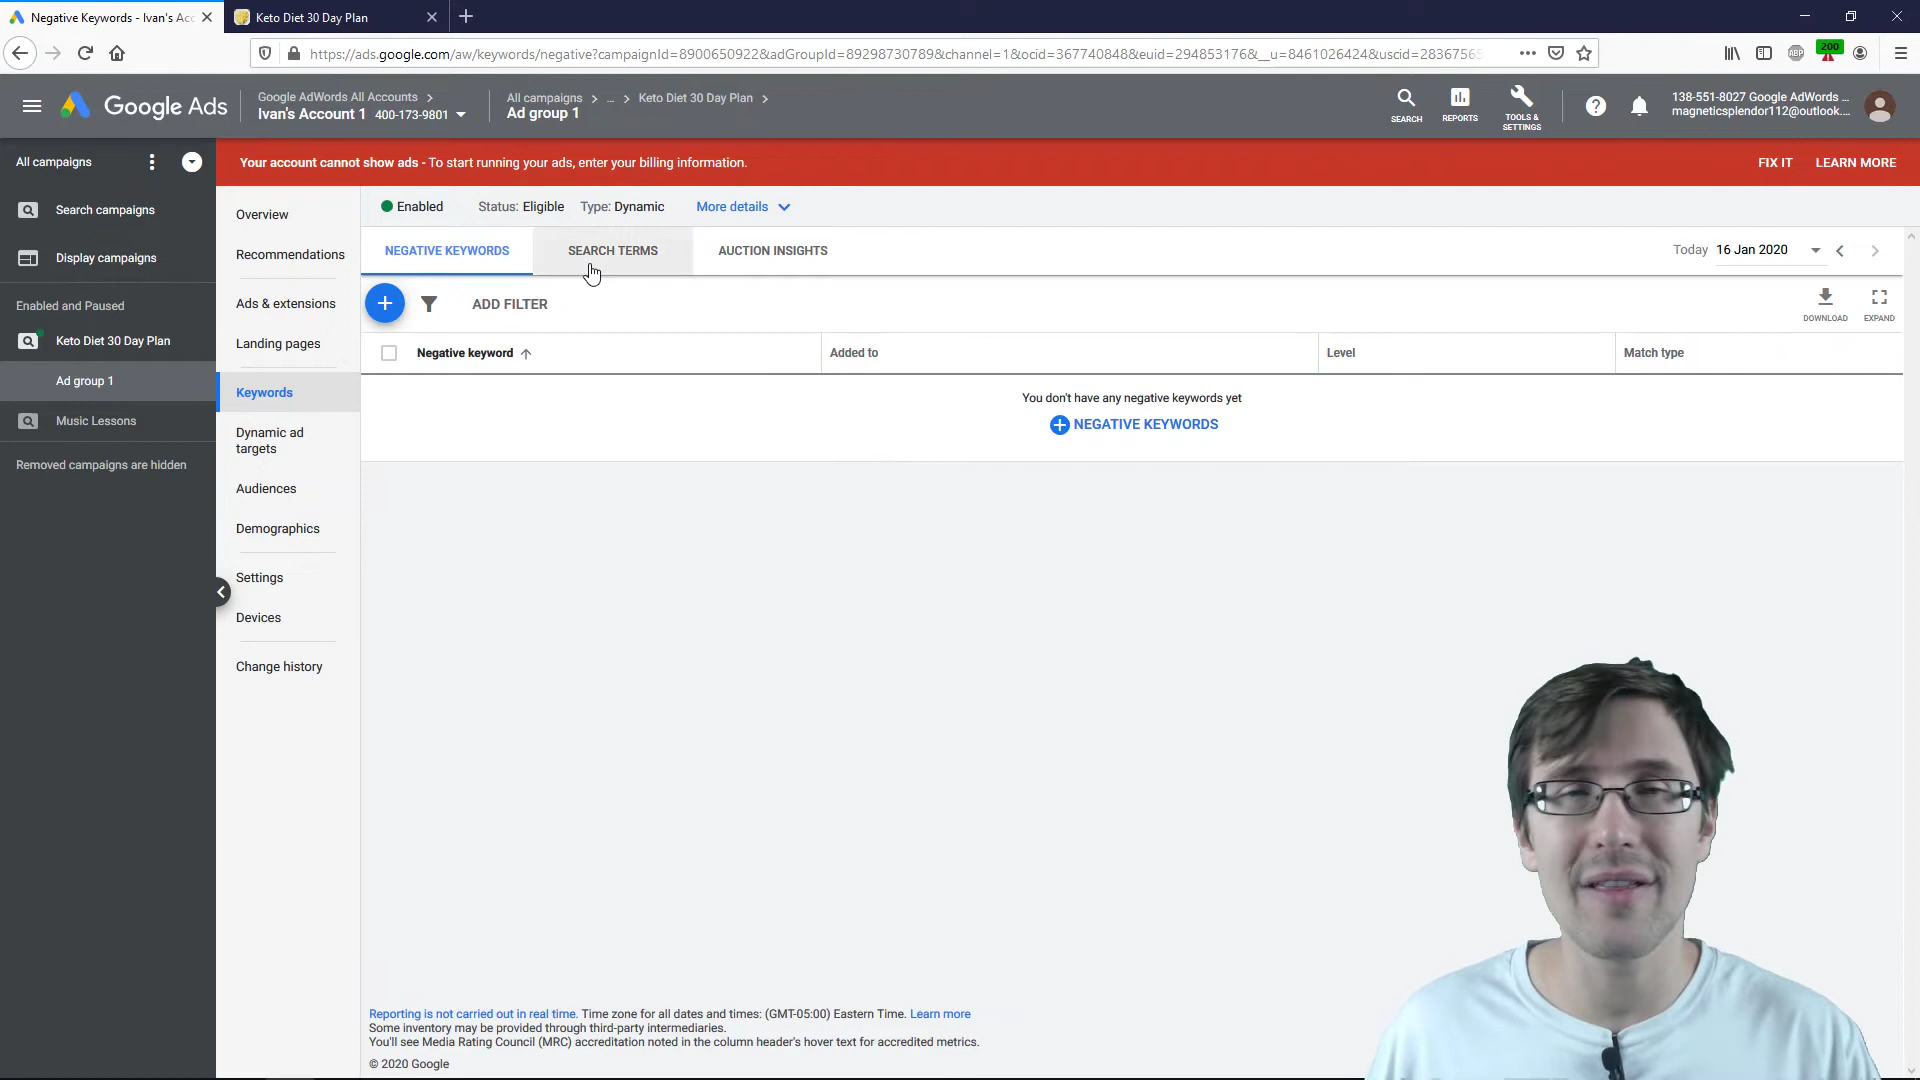 Negative Keywords - Ivan's Acc
Keto Diet 30 Day Plan
https://ads.google.com/aw/keywords/negative?campaignId=8900650922&adGroupId=89298730789&channel=1&ocid=367740848&euid=294853176&__u=8461026424&uscid=28367565
ABP
200
Google Ads
Google AdWords All Accounts
Ivan's Account 1 400-173-9801
All campaigns > ... > Keto Diet 30 Day Plan >
Ad group 1
SEARCH
REPORTS
TOOLS & SETTINGS
138-551-8027 Google AdWords ...
magneticsplendor112@outlook....
All campaigns
Your account cannot show ads - To start running your ads, enter your billing information.
FIX IT
LEARN MORE
Search campaigns
Display campaigns
Enabled and Paused
Keto Diet 30 Day Plan
Ad group 1
Music Lessons
Removed campaigns are hidden
Overview
Recommendations
Ads & extensions
Landing pages
Keywords
Dynamic ad targets
Audiences
Demographics
Settings
Devices
Change history
Enabled
Status: Eligible
Type: Dynamic
More details
NEGATIVE KEYWORDS
SEARCH TERMS
AUCTION INSIGHTS
Today 16 Jan 2020
ADD FILTER
DOWNLOAD
EXPAND
Negative keyword
Added to
Level
Match type
You don't have any negative keywords yet
NEGATIVE KEYWORDS
Reporting is not carried out in real time. Time zone for all dates and times: (GMT-05:00) Eastern Time. Learn more
Some inventory may be provided through third-party intermediaries.
You'll see Media Rating Council (MRC) accreditation noted in the column header's hover text for accredited metrics.
© 2020 Google